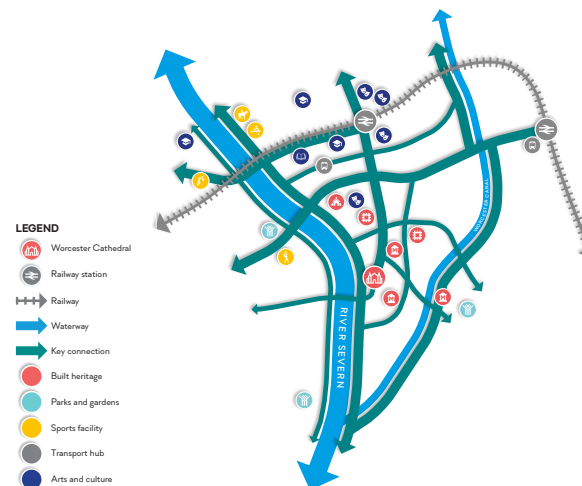 WORCESTER CANAL
LEGEND
Worcester Cathedral
Railway station
Railway
Waterway
Key connection
Built heritage
Parks and gardens
Sports facility
Transport hub
Arts and culture
RIVER SEVERN